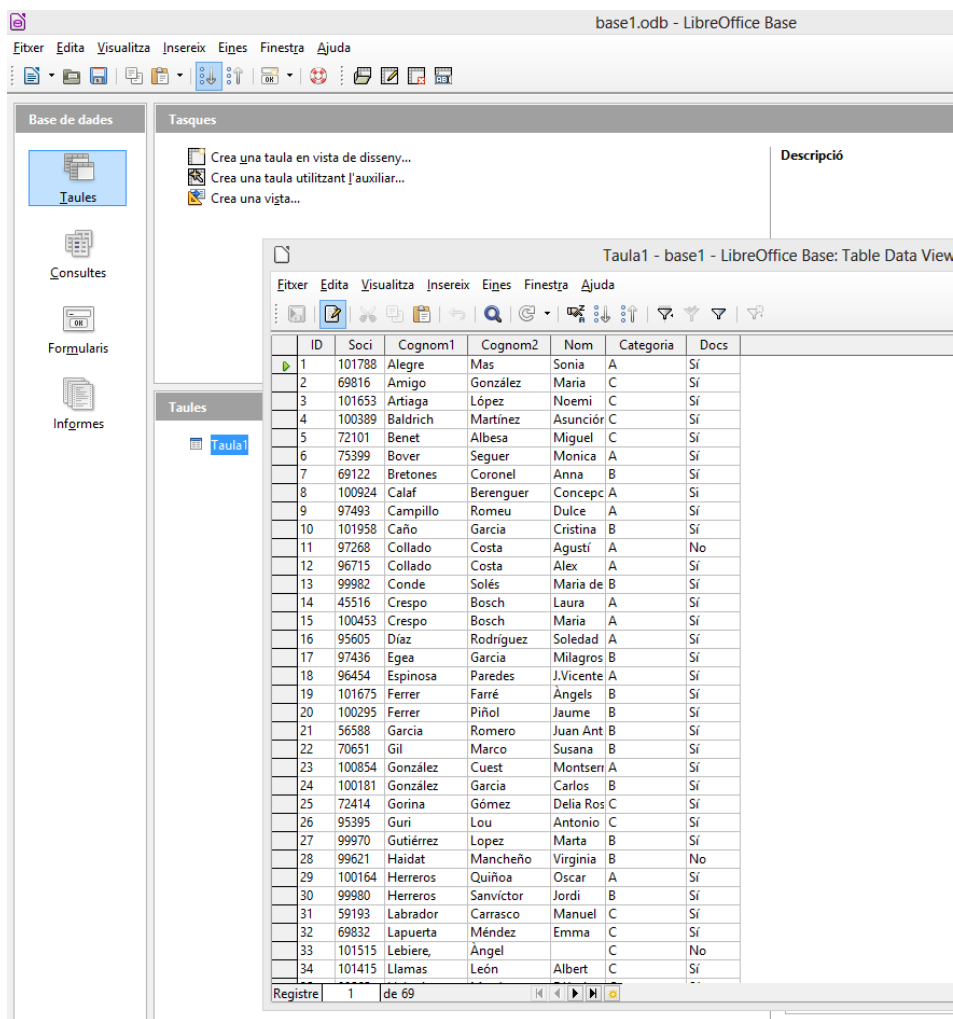 base1.odb - LibreOffice Base
Fitxer Edita Visualitza Insereix Eines Finestra Ajuda
Base de dades
Taules
Consultes
Formularis
Informes
Tasques
Crea una taula en vista de disseny...
Crea una taula utilitzant l'auxiliar...
Crea una vista...
Descripció
Taules
Taula1
Taula1 - base1 - LibreOffice Base: Table Data View
Fitxer Edita Visualitza Insereix Eines Finestra Ajuda
ID Soci Cognom1 Cognom2 Nom Categoria Docs
1 101788 Alegre Mas Sonia A Sí
2 69816 Amigo González Maria C Sí
3 101653 Artiaga López Noemi C Sí
4 100389 Baldrich Martínez Asunción C Sí
5 72101 Benet Albesa Miguel C Sí
6 75399 Bover Seguer Monica A Sí
7 69122 Bretones Coronel Anna B Sí
8 100924 Calaf Berenguer Concepc A Si
9 97493 Campillo Romeu Dulce A Sí
10 101958 Caño Garcia Cristina B Sí
11 97268 Collado Costa Agustí A No
12 96715 Collado Costa Alex A Sí
13 99982 Conde Solés Maria de B Sí
14 45516 Crespo Bosch Laura A Sí
15 100453 Crespo Bosch Maria A Sí
16 95605 Díaz Rodríguez Soledad A Sí
17 97436 Egea Garcia Milagros B Sí
18 96454 Espinosa Paredes J.Vicente A Sí
19 101675 Ferrer Farré Àngels B Sí
20 100295 Ferrer Piñol Jaume B Sí
21 56588 Garcia Romero Juan Ant B Sí
22 70651 Gil Marco Susana B Sí
23 100854 González Cuest Montserr A Sí
24 100181 González Garcia Carlos B Sí
25 72414 Gorina Gómez Delia Ros C Sí
26 95395 Guri Lou Antonio C Sí
27 99970 Gutiérrez Lopez Marta B Sí
28 99621 Haidat Mancheño Virginia B No
29 100164 Herreros Quiñoa Oscar A Sí
30 99980 Herreros Sanvíctor Jordi B Sí
31 59193 Labrador Carrasco Manuel C Sí
32 69832 Lapuerta Méndez Emma C Sí
33 101515 Lebiere, Àngel C No
34 101415 Llamas León Albert C Sí
Registre 1 de 69